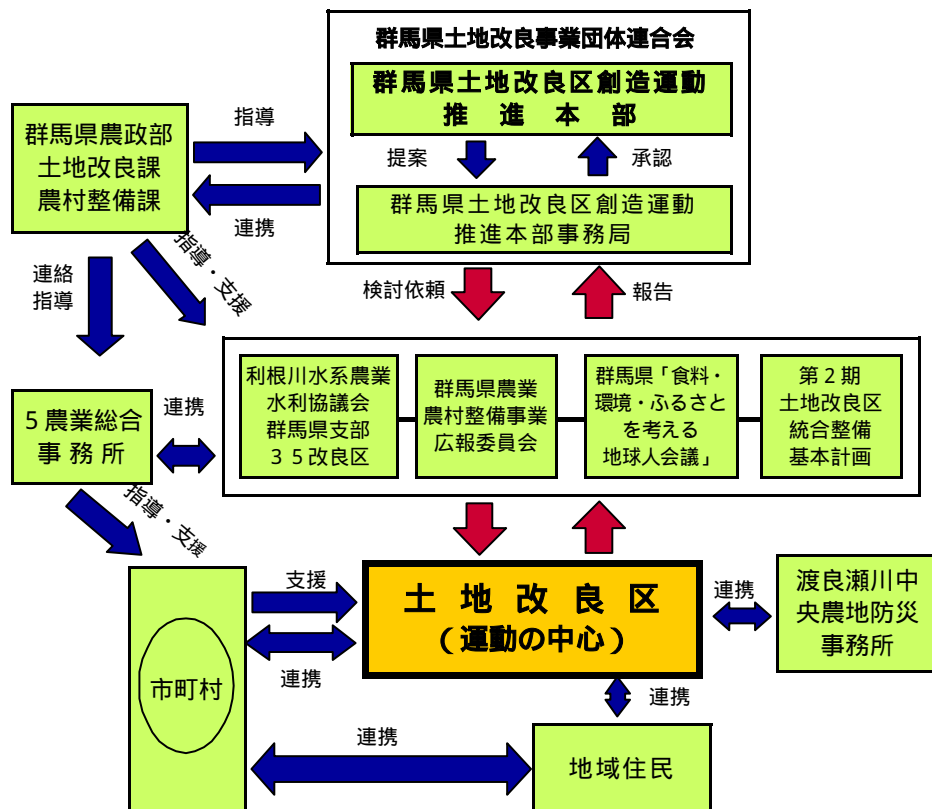 群馬県土地改良事業団体連合会
群馬県土地改良区創造運動
推進本部
提案
承認
群馬県土地改良区創造運動
推進本部事務局
群馬県農政部
土地改良課
農村整備課
指導
連携
連絡
指導
指導・支援
検討依頼
報告
5農業総合
事務所
連携
利根川水系農業
水利協議会
群馬県支部
35改良区
群馬県農業
農村整備事業
広報委員会
群馬県「食料・
環境・ふるさと
を考える
地球人会議」
第2期
土地改良区
統合整備
基本計画
指導・支援
市町村
支援
連携
土地改良区
(運動の中心)
連携
渡良瀬川中
央農地防災
事務所
連携
連携
地域住民